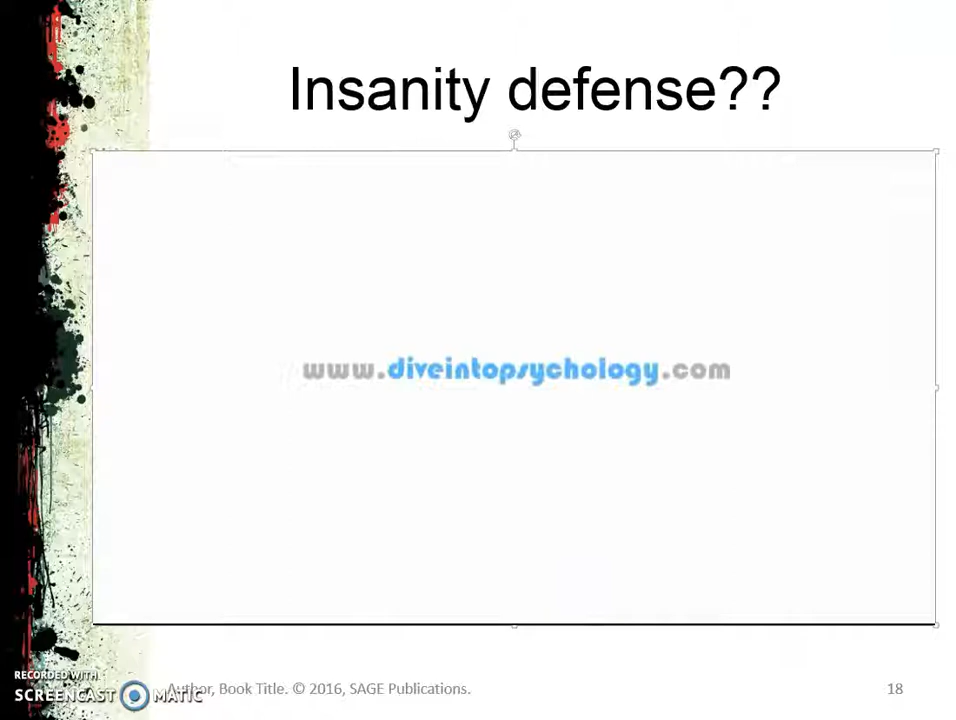 Insanity defense??
www.diveintopsychology.com
RECORDED WITH
SCREENCAST MATIC
Author, Book Title. © 2016, SAGE Publications.
18